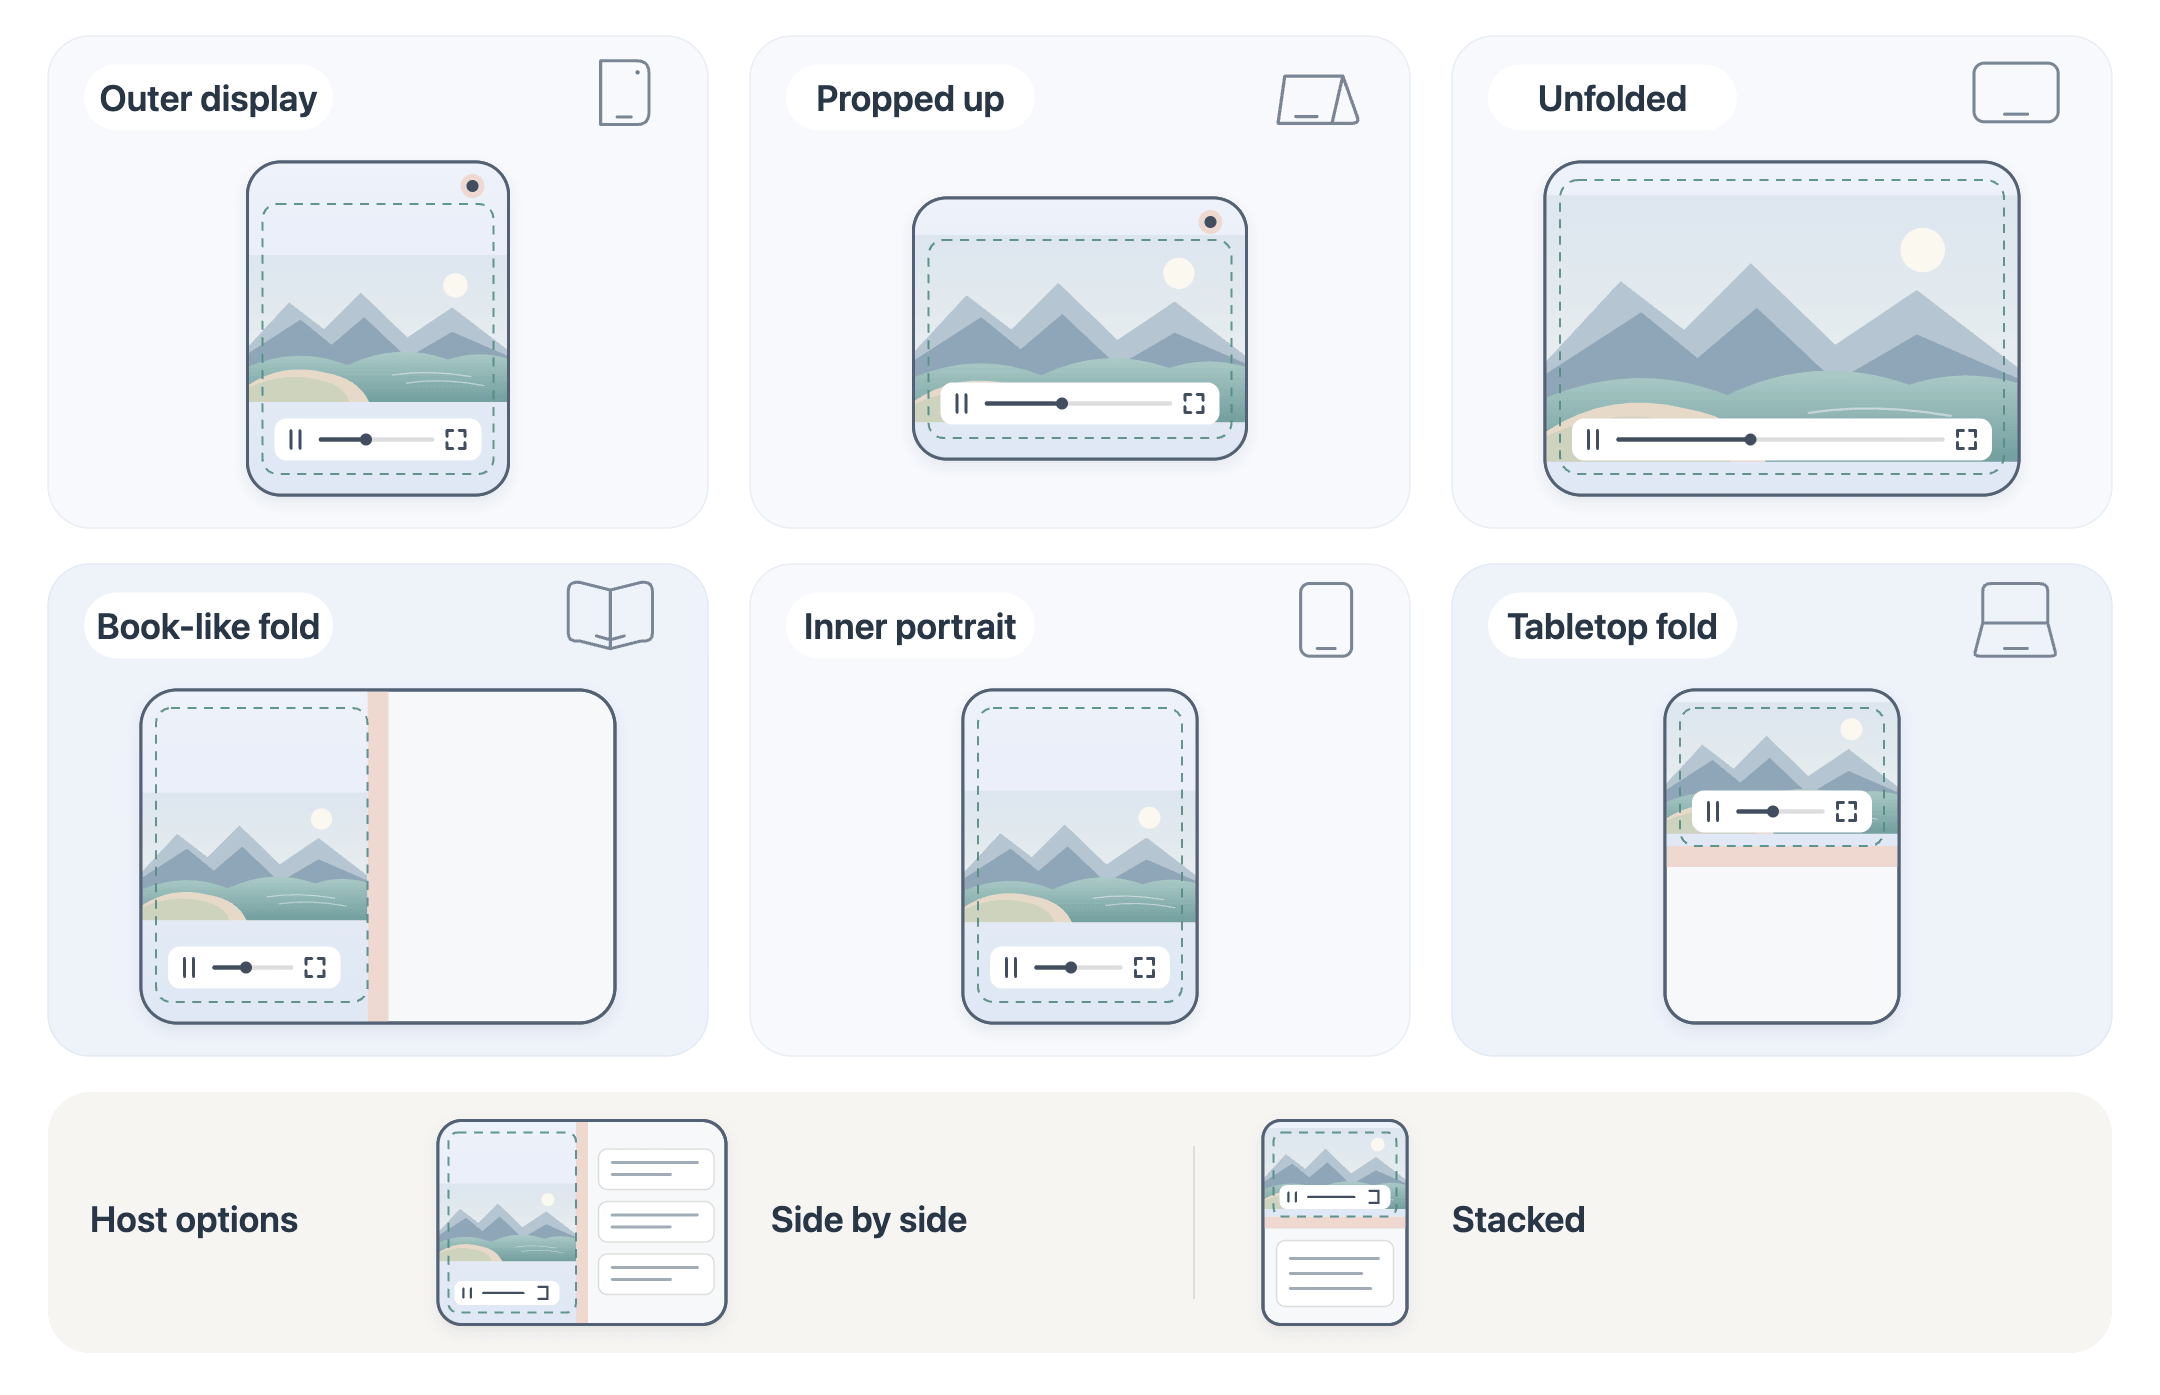 Outer display
Propped up
Unfolded
Book-like fold
Inner portrait
Tabletop fold
Host options
Side by side
Stacked